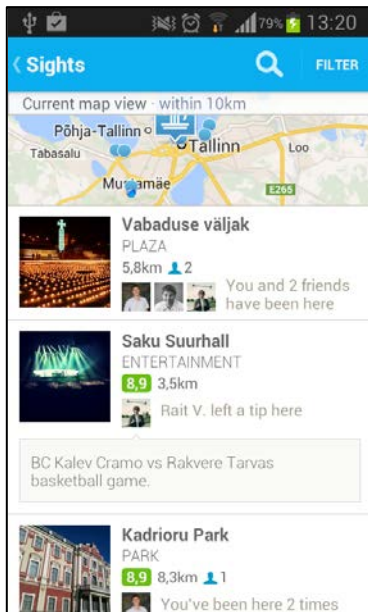 79% 13:20
Sights FILTER
Current map view · within 10km
Põhja-Tallinn
Tallinn
Tabasalu
Loo
Mustamäe
E265
Vabaduse väljak
PLAZA
5,8km 2
You and 2 friends
have been here
Saku Suurhall
ENTERTAINMENT
8,9 3,5km
Rait V. left a tip here
BC Kalev Cramo vs Rakvere Tarvas
basketball game.
Kadrioru Park
PARK
8,9 8,3km 1
You've been here 2 times